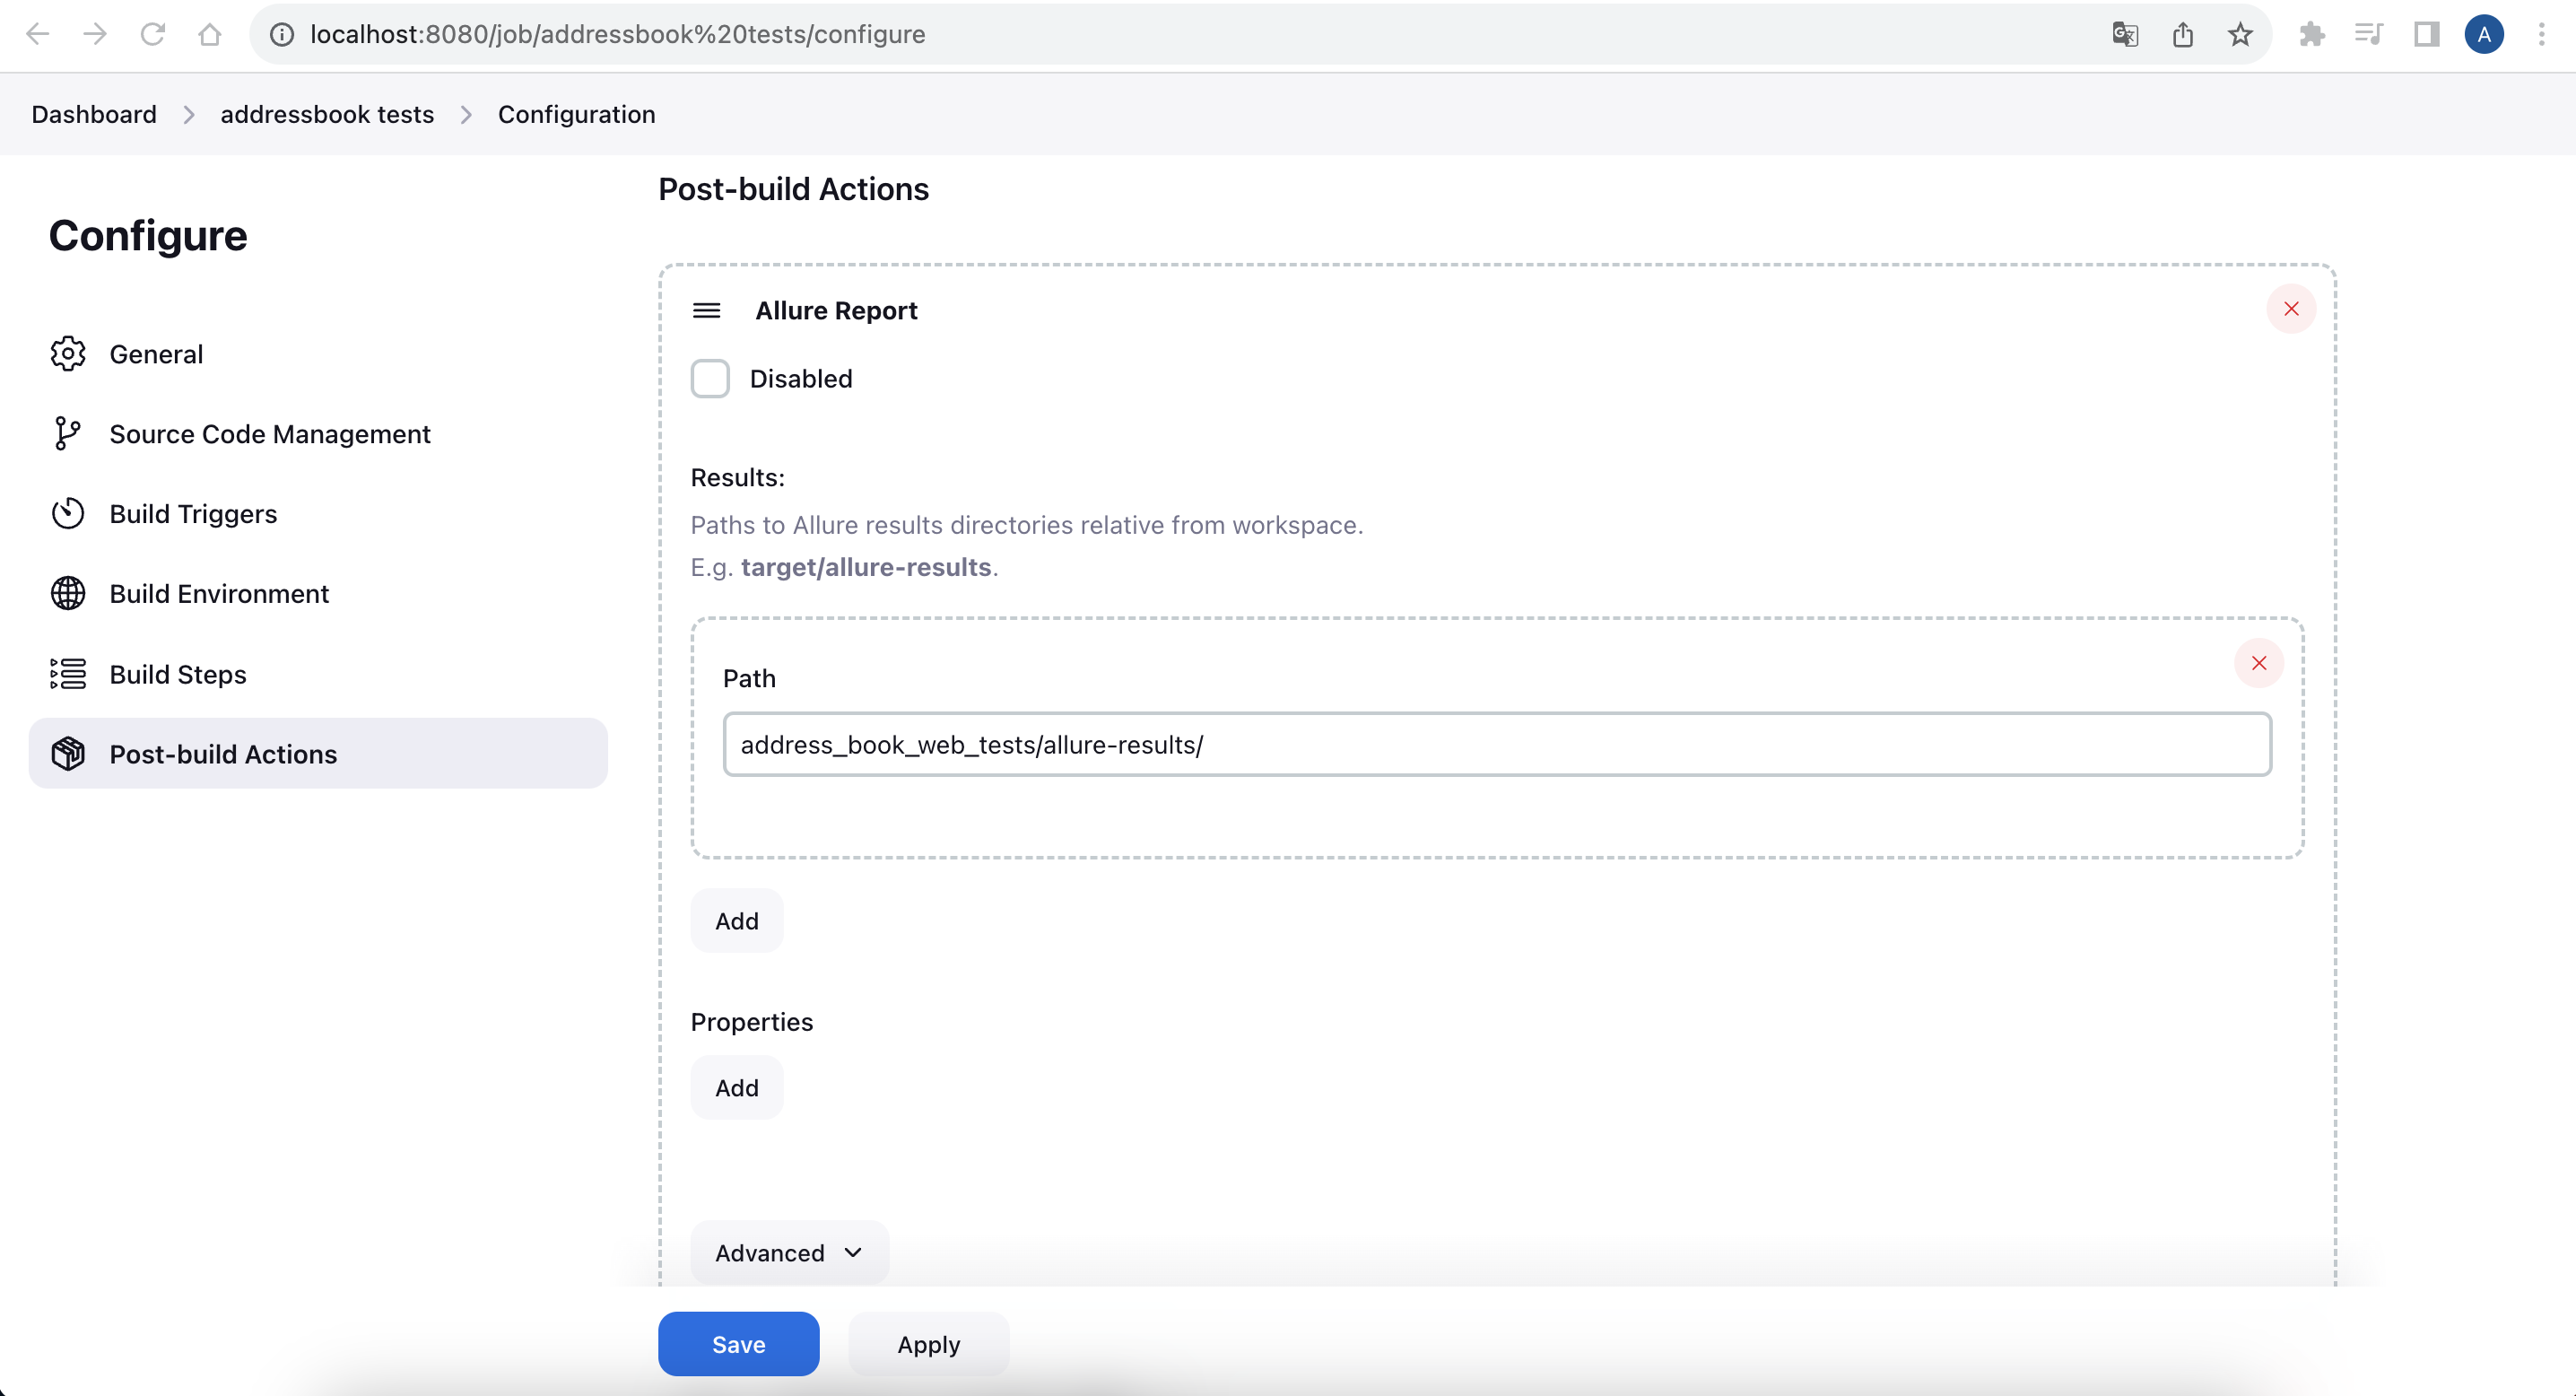 localhost:8080/job/addressbook%20tests/configure
A
Dashboard > addressbook tests > Configuration
Configure
General
Source Code Management
Build Triggers
Build Environment
Build Steps
Post-build Actions
Post-build Actions
Allure Report
Disabled
Results:
Paths to Allure results directories relative from workspace.
E.g. target/allure-results.
Path
address_book_web_tests/allure-results/
Add
Properties
Add
Advanced
Save
Apply